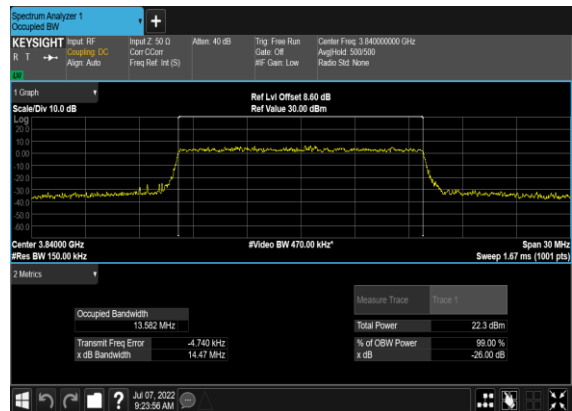 Spectrum Analyzer 1
Occupied BW
KEYSIGHT
R T
LW
Input: RF
Coupling: DC
Align: Auto
Input Z: 50 Ω
Corr CCorr
Freq Ref: Int (S)
Atten: 40 dB
Trig: Free Run
Gate: Off
#IF Gain: Low
Center Freq: 3.840000000 GHz
Avg|Hold: 500/500
Radio Std: None
1 Graph
Scale/Div 10.0 dB
Ref Lvl Offset 8.60 dB
Ref Value 30.00 dBm
Log
20.0
10.0
0.00
-10.0
-20.0
-30.0
-40.0
-50.0
-60.0
Center 3.84000 GHz
#Res BW 150.00 kHz
#Video BW 470.00 kHz*
Span 30 MHz
Sweep 1.67 ms (1001 pts)
2 Metrics
Measure Trace Trace 1
Occupied Bandwidth
13.582 MHz
Total Power 22.3 dBm
Transmit Freq Error -4.740 kHz
% of OBW Power 99.00 %
x dB Bandwidth 14.47 MHz
x dB -26.00 dB
Jul 07, 2022
9:23:56 AM